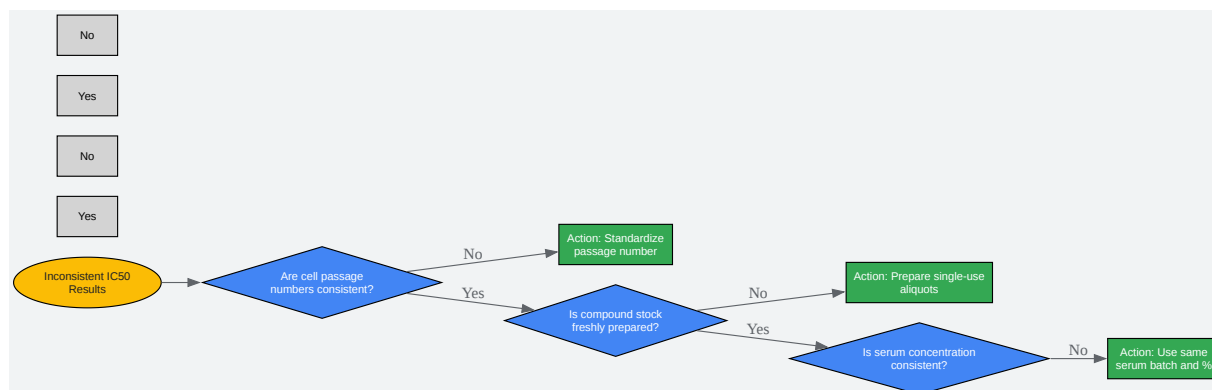 No
Yes
No
Yes
Inconsistent IC50
Results
Are cell passage
numbers consistent?
No
Action: Standardize
passage number
Yes
Is compound stock
freshly prepared?
No
Action: Prepare single-use
aliquots
Yes
Is serum concentration
consistent?
No
Action: Use same
serum batch and %